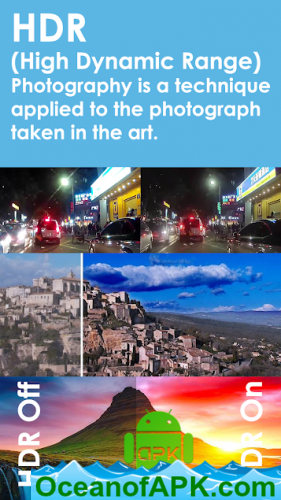 HDR
(High Dynamic Range)
Photography is a technique
applied to the photograph
taken in the art.
HDR Off
DR On
APK
OceanofAPK.com